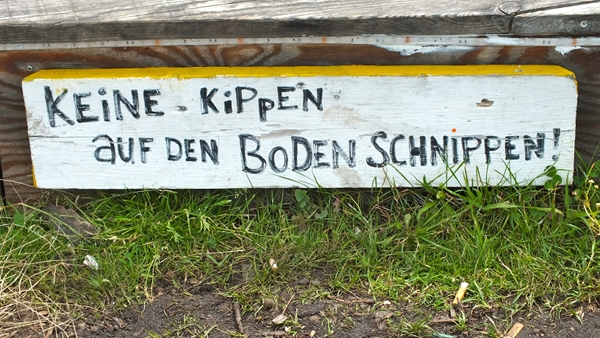 KEiNE KiPPEN
auF DEN BODEN SCHNIPPEN!